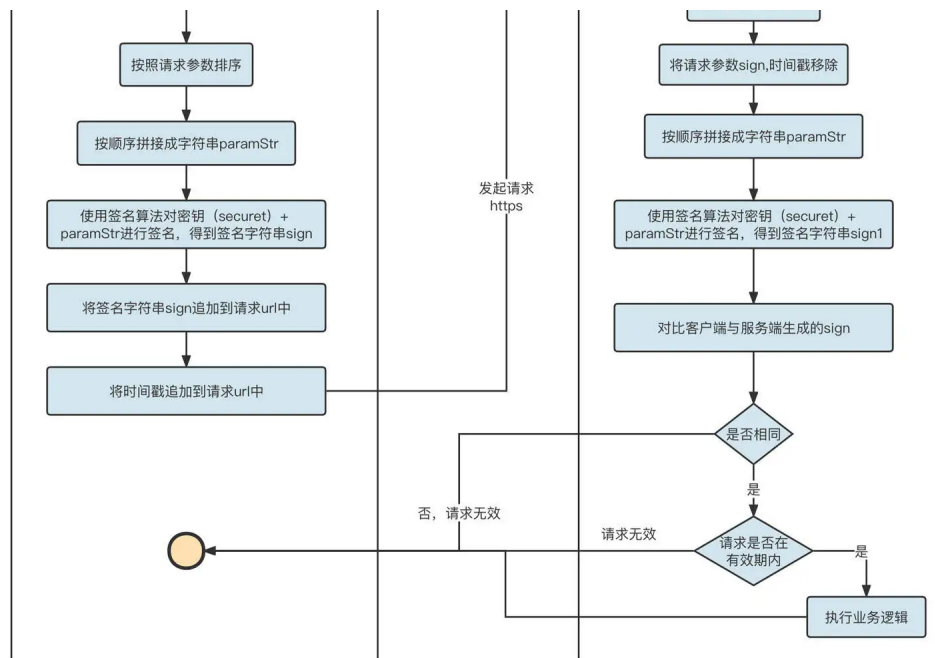 按照请求参数排序
按顺序拼接成字符串paramStr
使用签名算法对密钥（securet）+
paramStr进行签名，得到签名字符串sign
将签名字符串sign追加到请求url中
将时间戳追加到请求url中
发起请求
https
将请求参数sign,时间戳移除
按顺序拼接成字符串paramStr
使用签名算法对密钥（securet）+
paramStr进行签名，得到签名字符串sign1
对比客户端与服务端生成的sign
是否相同
是
否，请求无效
请求无效
请求是否在
有效期内
是
执行业务逻辑